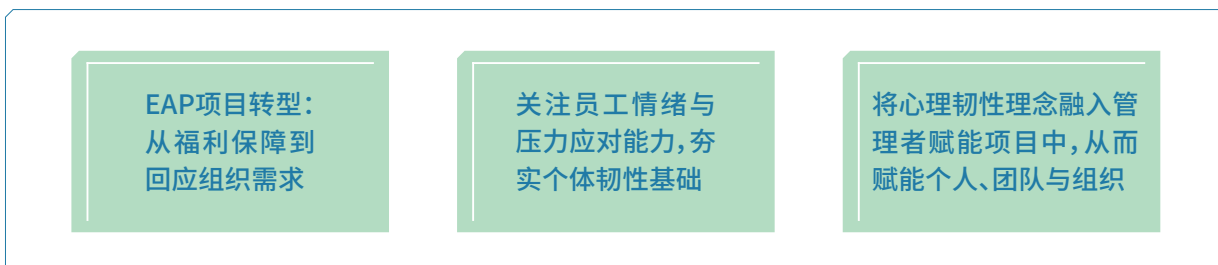 EAP项目转型：
从福利保障到
回应组织需求
关注员工情绪与
压力应对能力，夯
实个体韧性基础
将心理韧性理念融入管
理者赋能项目中，从而
赋能个人、团队与组织